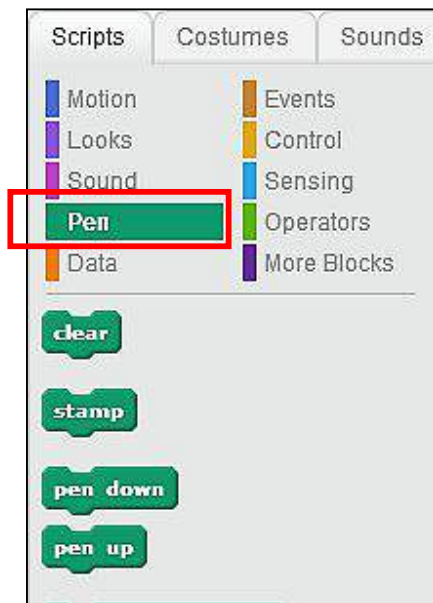 Scripts Costumes Sounds
Motion Events
Looks Control
Sound Sensing
Pen Operators
Data More Blocks
clear
stamp
pen down
pen up